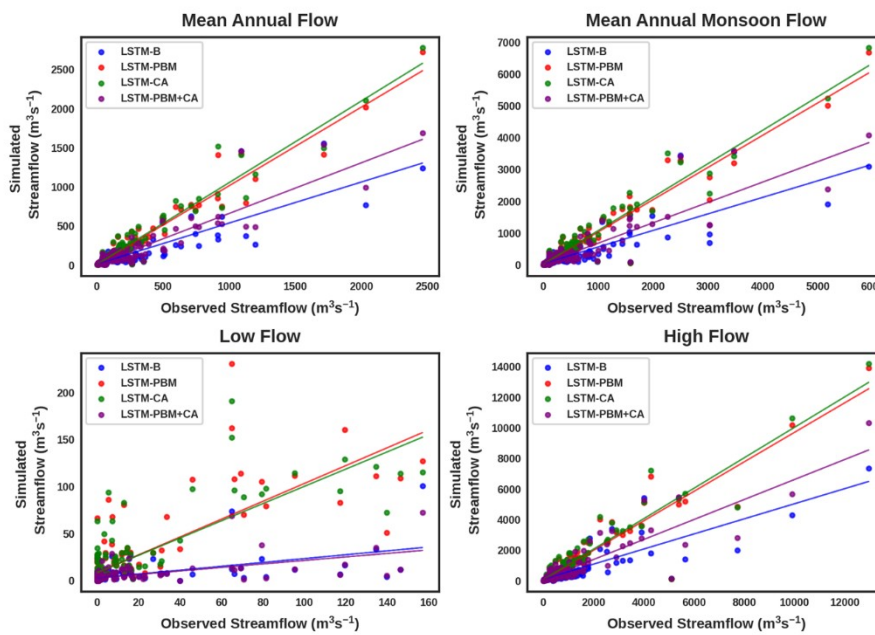 Mean Annual Flow
LSTM-B
LSTM-PBM
LSTM-CA
LSTM-PBM+CA
2500
2000
1500
1000
500
0
Simulated
Streamflow (m³s⁻¹)
0 500 1000 1500 2000 2500
Observed Streamflow (m³s⁻¹)
Mean Annual Monsoon Flow
LSTM-B
LSTM-PBM
LSTM-CA
LSTM-PBM+CA
7000
6000
5000
4000
3000
2000
1000
0
Simulated
Streamflow (m³s⁻¹)
0 1000 2000 3000 4000 5000 6000
Observed Streamflow (m³s⁻¹)
Low Flow
LSTM-B
LSTM-PBM
LSTM-CA
LSTM-PBM+CA
200
150
100
50
0
Simulated
Streamflow (m³s⁻¹)
0 20 40 60 80 100 120 140 160
Observed Streamflow (m³s⁻¹)
High Flow
LSTM-B
LSTM-PBM
LSTM-CA
LSTM-PBM+CA
14000
12000
10000
8000
6000
4000
2000
0
Simulated
Streamflow (m³s⁻¹)
0 2000 4000 6000 8000 10000 12000
Observed Streamflow (m³s⁻¹)